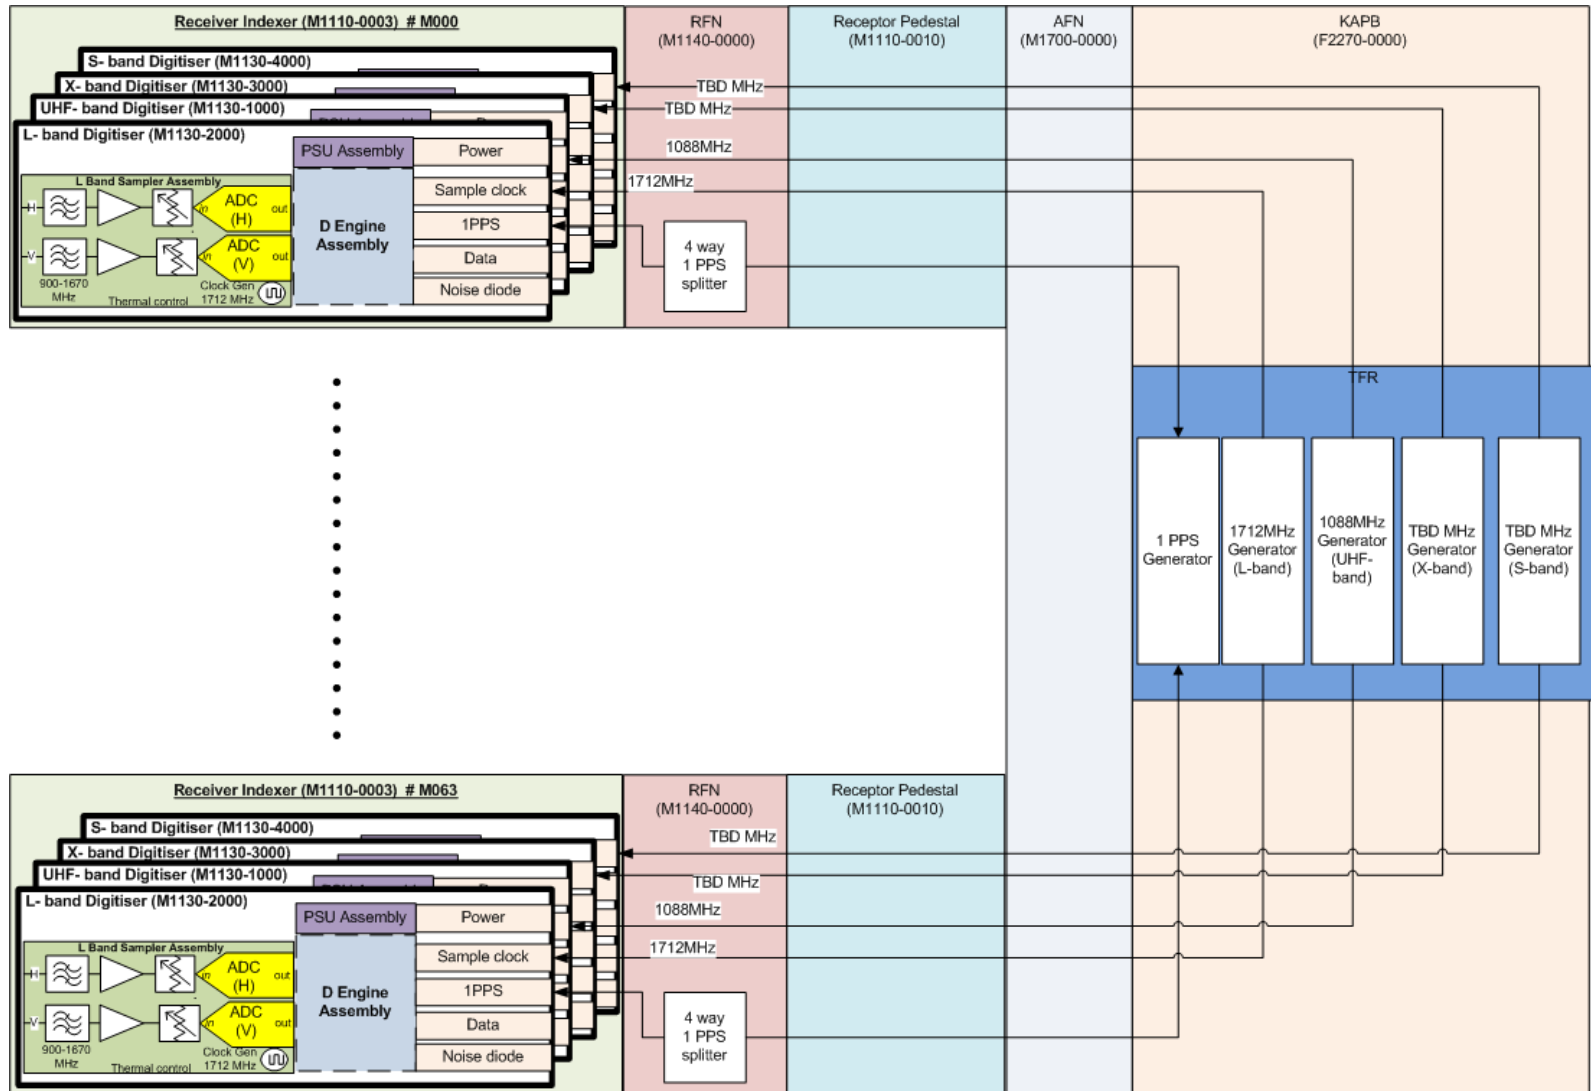 Receiver Indexer (M1110-0003)  # M000
RFN
(M1140-0000)
Receptor Pedestal
(M1110-0010)
AFN
(M1700-0000)
KAPB
(F2270-0000)
S- band Digitiser (M1130-4000)
X- band Digitiser (M1130-3000)
UHF- band Digitiser (M1130-1000)
L- band Digitiser (M1130-2000)
PSU Assembly
Power
L Band Sampler Assembly
H
in
ADC
(H)
out
V
in
ADC
(V)
out
900-1670
MHz
Thermal control
Clock Gen
1712 MHz
D Engine
Assembly
Sample clock
1PPS
Data
Noise diode
TBD MHz
TBD MHz
1088MHz
1712MHz
4 way
1 PPS
splitter
TFR
1 PPS
Generator
1712MHz
Generator
(L-band)
1088MHz
Generator
(UHF-
band)
TBD MHz
Generator
(X-band)
TBD MHz
Generator
(S-band)
Receiver Indexer (M1110-0003)  # M063
RFN
(M1140-0000)
Receptor Pedestal
(M1110-0010)
S- band Digitiser (M1130-4000)
X- band Digitiser (M1130-3000)
UHF- band Digitiser (M1130-1000)
L- band Digitiser (M1130-2000)
PSU Assembly
Power
L Band Sampler Assembly
H
in
ADC
(H)
out
V
in
ADC
(V)
out
900-1670
MHz
Thermal control
Clock Gen
1712 MHz
D Engine
Assembly
Sample clock
1PPS
Data
Noise diode
TBD MHz
TBD MHz
1088MHz
1712MHz
4 way
1 PPS
splitter